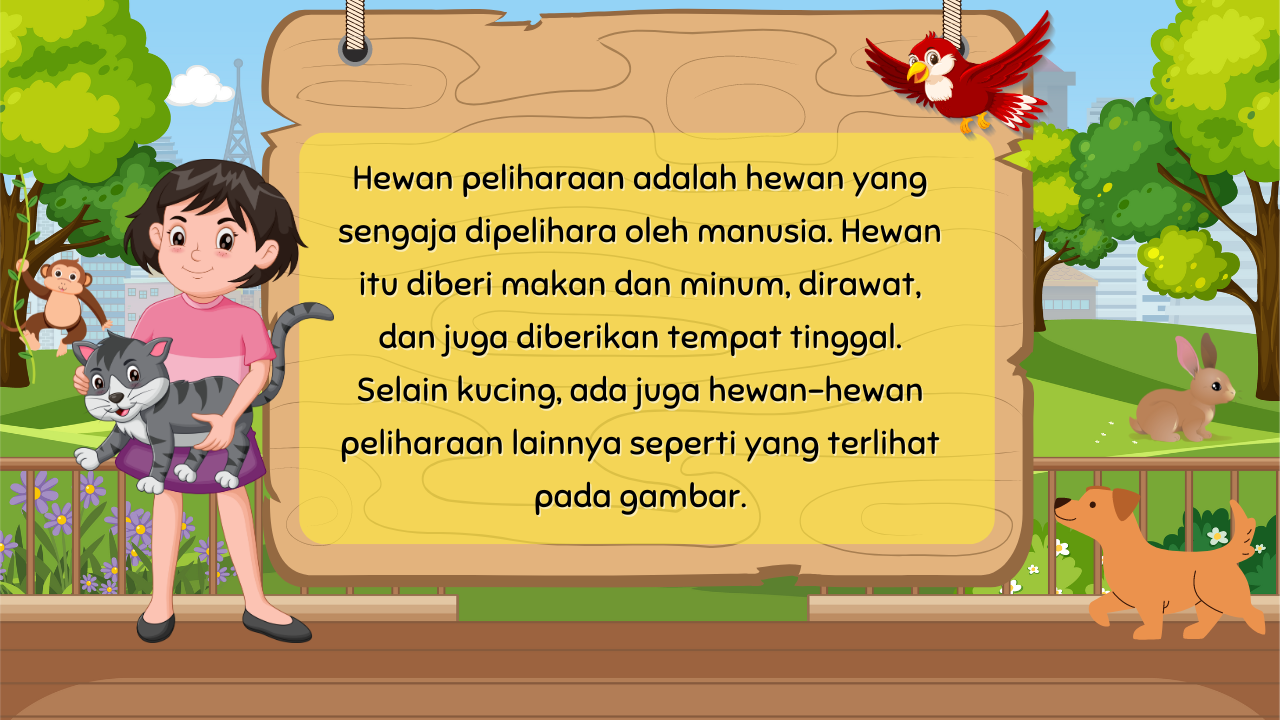 Hewan peliharaan adalah hewan yang
sengaja dipelihara oleh manusia. Hewan
itu diberi makan dan minum, dirawat,
dan juga diberikan tempat tinggal.
Selain kucing, ada juga hewan-hewan
peliharaan lainnya seperti yang terlihat
pada gambar.